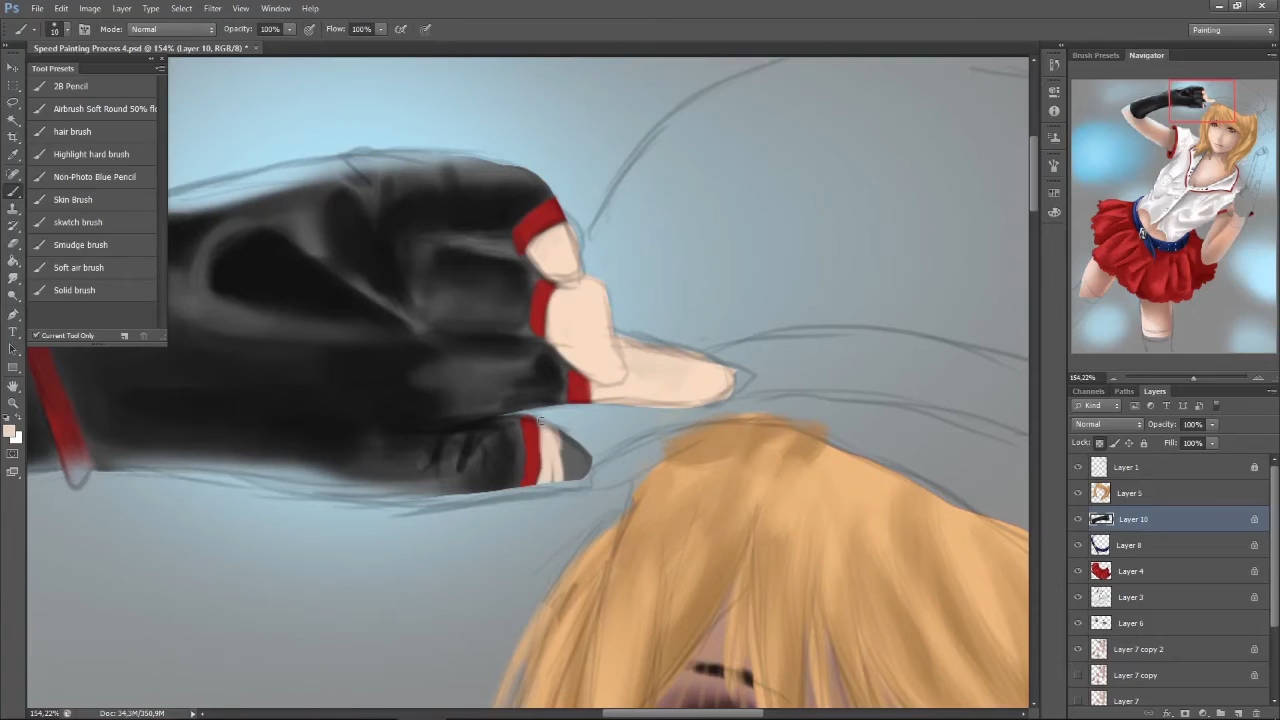 Ps File Edit Image Layer Type Select Filter View Window Help
10 Mode: Normal Opacity: 100% Flow: 100% Painting
Speed Painting Process 4.psd @ 154% (Layer 10, RGB/8) * ×
Tool Presets
2B Pencil
Airbrush Soft Round 50% flo
hair brush
Highlight hard brush
Non-Photo Blue Pencil
Skin Brush
skwtch brush
Smudge brush
Soft air brush
Solid brush
Current Tool Only
Brush Presets Navigator
154,22%
Channels Paths Layers
Kind
Normal Opacity: 100%
Lock: Fill: 100%
Layer 1
Layer 5
Layer 10
Layer 8
Layer 4
Layer 3
Layer 6
Layer 7 copy 2
Layer 7 copy
Layer 7
154,22% Doc: 34,3M/350,9M